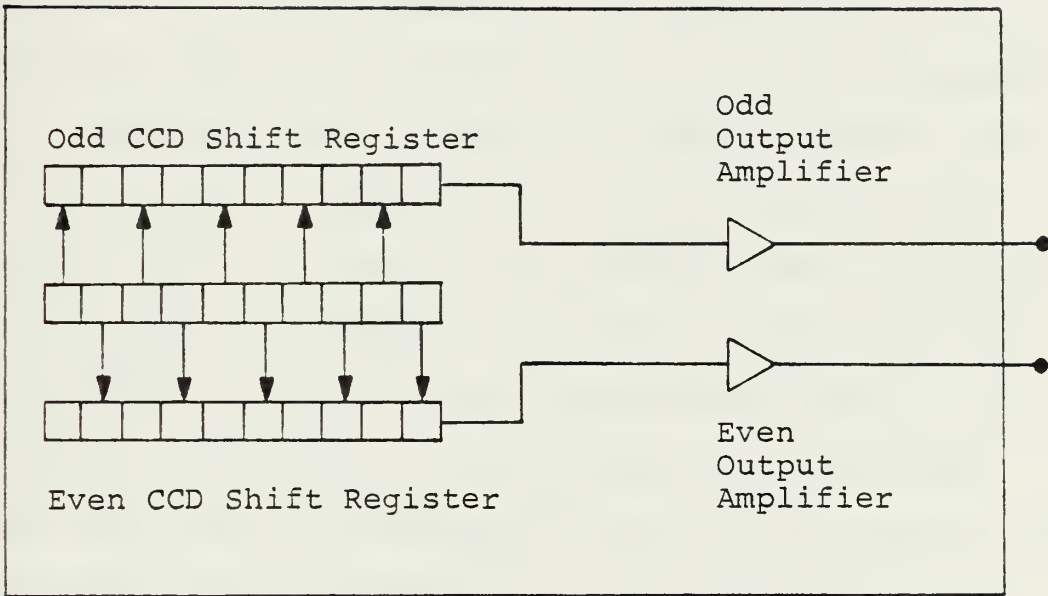 Odd CCD Shift Register
Odd
Output
Amplifier
Even CCD Shift Register
Even
Output
Amplifier